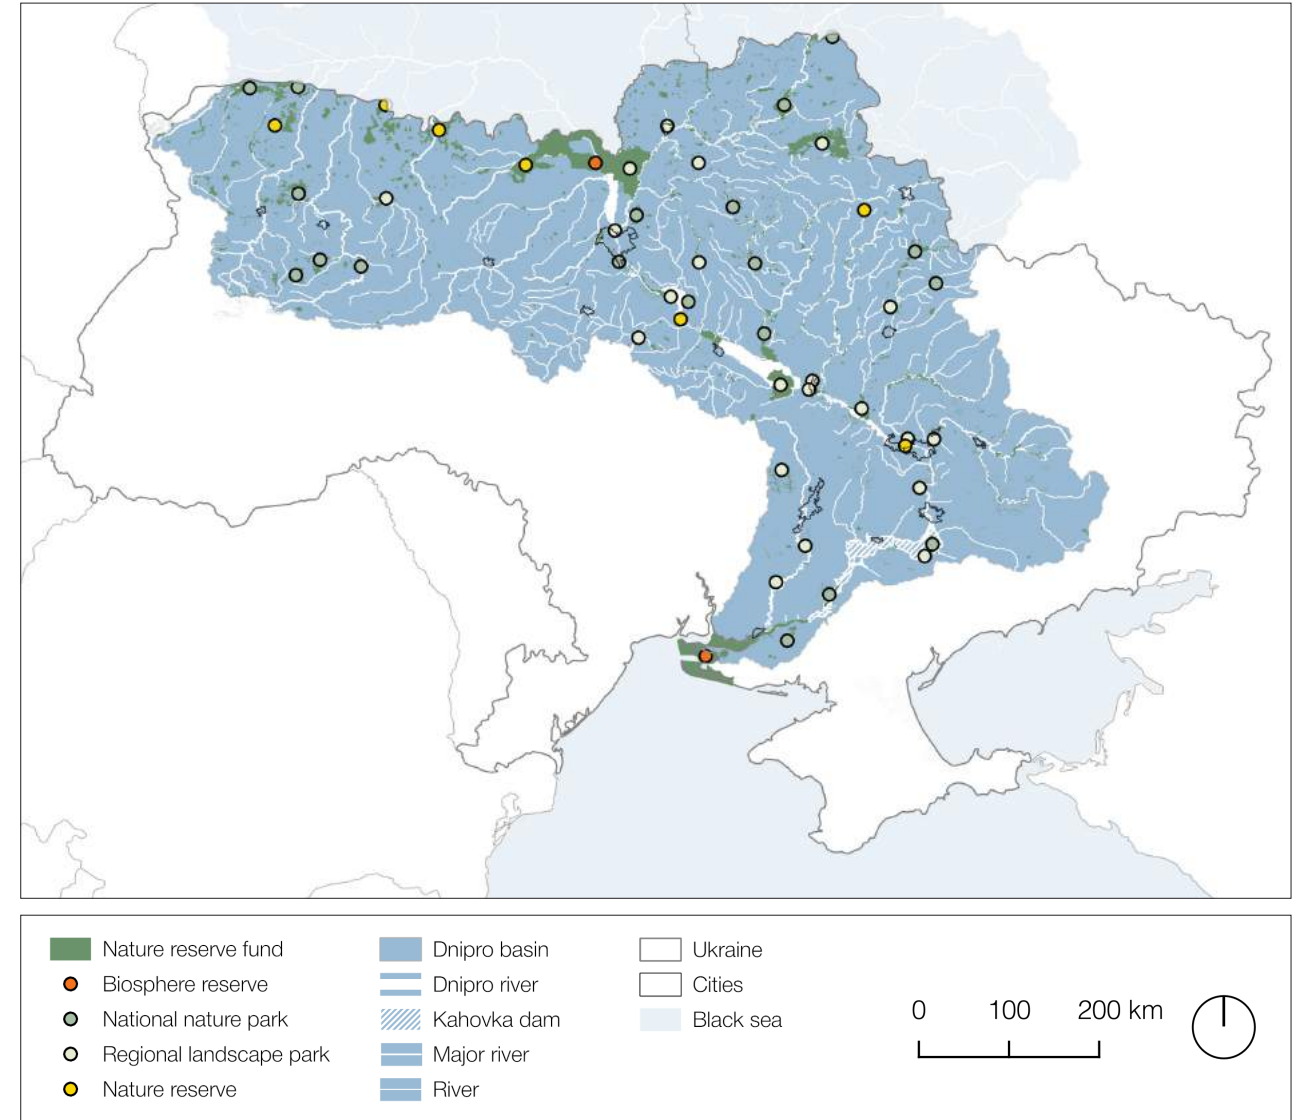 Nature reserve fund
Biosphere reserve
National nature park
Regional landscape park
Nature reserve
Dnipro basin
Dnipro river
Kahovka dam
Major river
River
Ukraine
Cities
Black sea
0 100 200 km